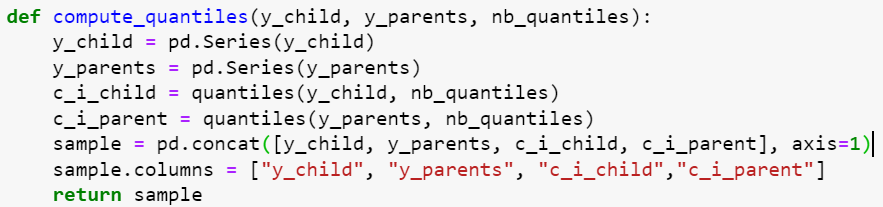 def compute_quantiles(y_child, y_parents, nb_quantiles):
    y_child = pd.Series(y_child)
    y_parents = pd.Series(y_parents)
    c_i_child = quantiles(y_child, nb_quantiles)
    c_i_parent = quantiles(y_parents, nb_quantiles)
    sample = pd.concat([y_child, y_parents, c_i_child, c_i_parent], axis=1)
    sample.columns = ["y_child", "y_parents", "c_i_child","c_i_parent"]
    return sample